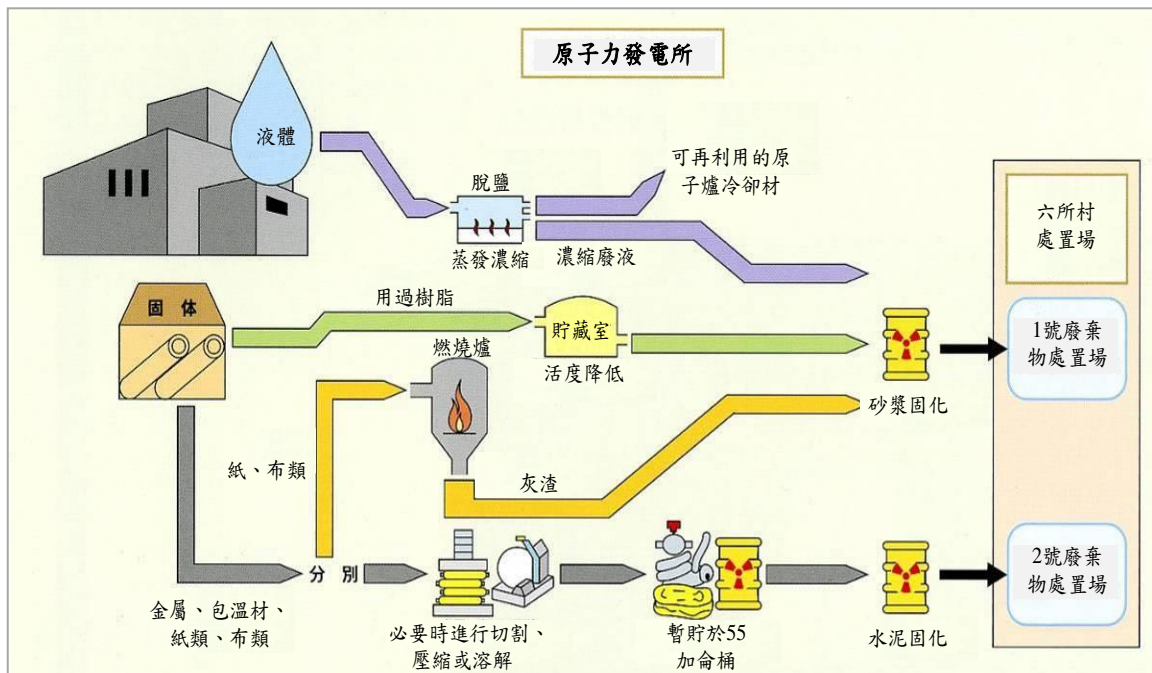 原子力發電所
液體
可再利用的原
子爐冷卻材
脫鹽
蒸發濃縮
濃縮廢液
六所村
處置場
固体
用過樹脂
貯藏室
活度降低
燃燒爐
1號廢棄
物處置場
砂漿固化
紙、布類
灰渣
分別
金屬、包溫材、
紙類、布類
必要時進行切割、
壓縮或溶解
暫貯於55
加侖桶
水泥固化
2號廢棄
物處置場